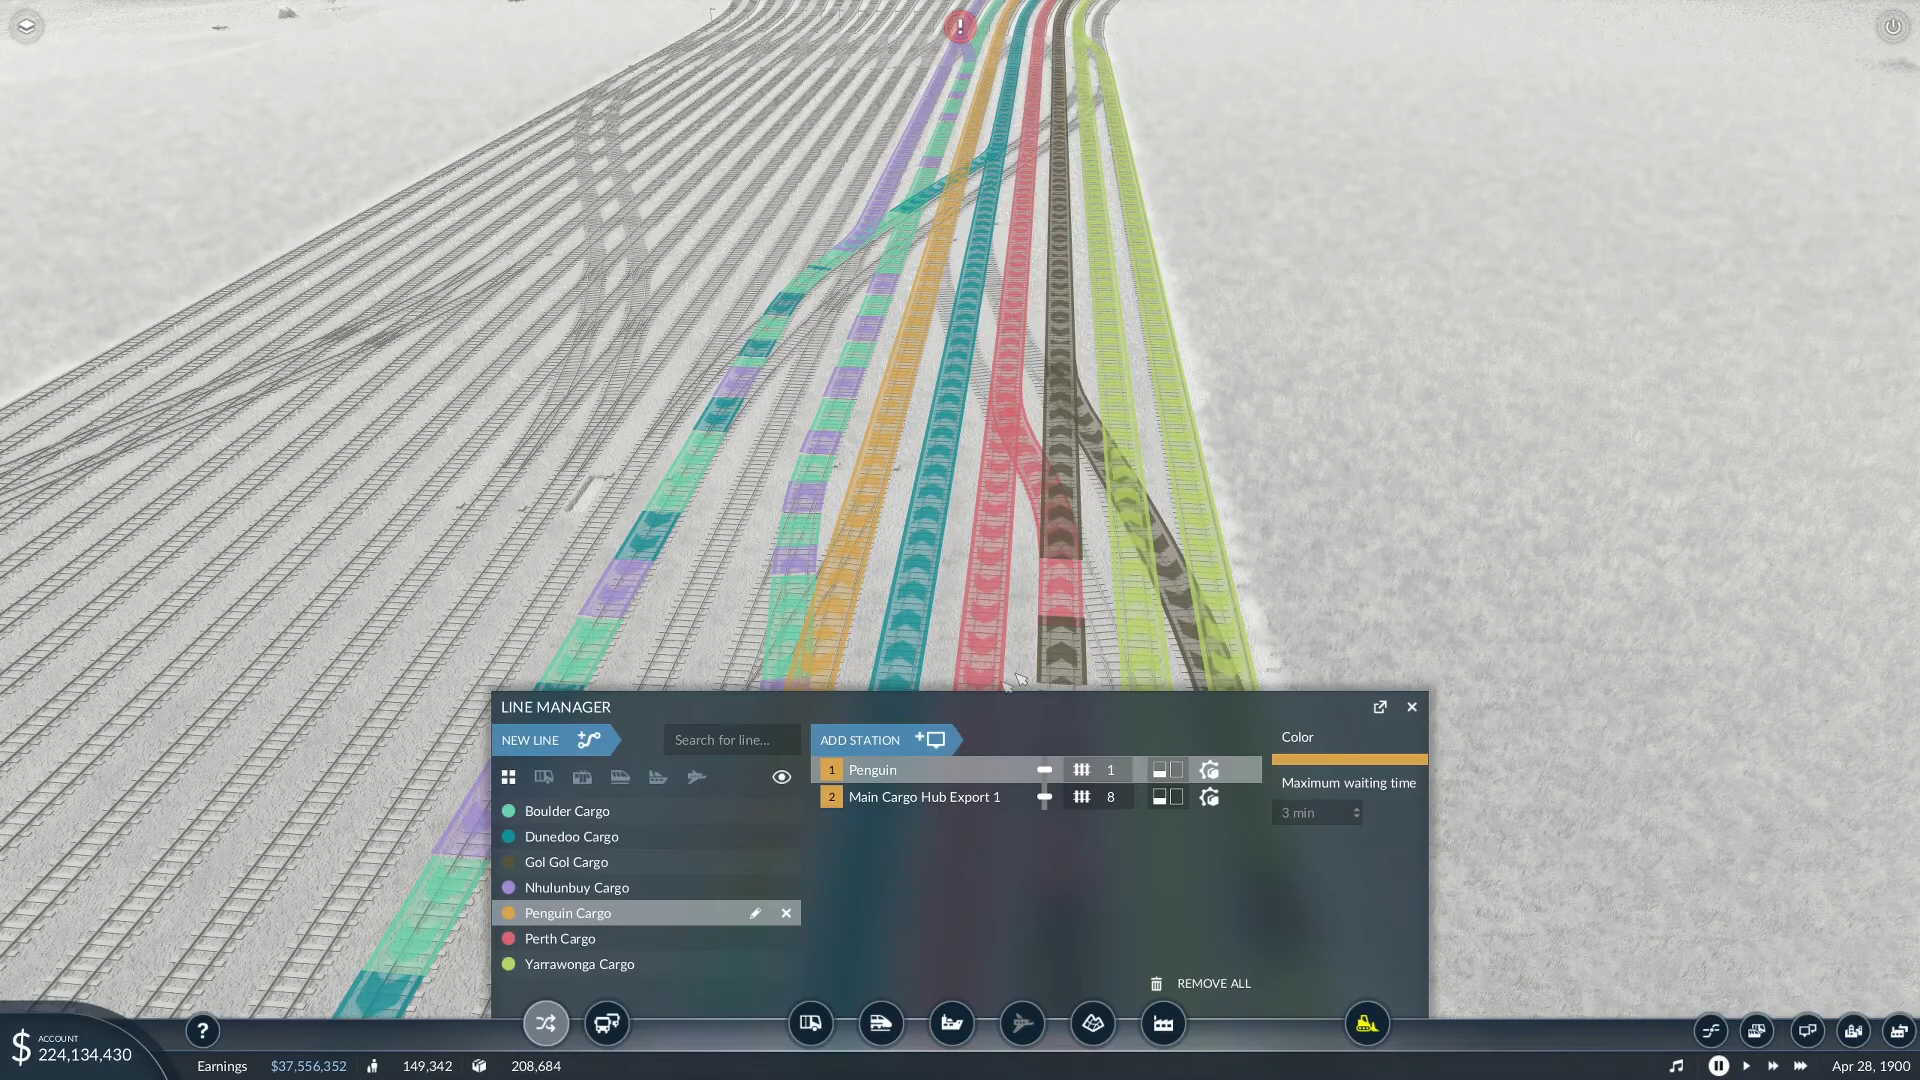 LINE MANAGER
NEW LINE
Search for line...
ADD STATION
Color
1 Penguin 1
2 Main Cargo Hub Export 1 8
Maximum waiting time
3 min
Boulder Cargo
Dunedoo Cargo
Gol Gol Cargo
Nhulunbuy Cargo
Penguin Cargo
Perth Cargo
Yarrawonga Cargo
REMOVE ALL
?
!
$ ACCOUNT
224,134,430
Earnings $37,556,352 149,342 208,684
Apr 28, 1900